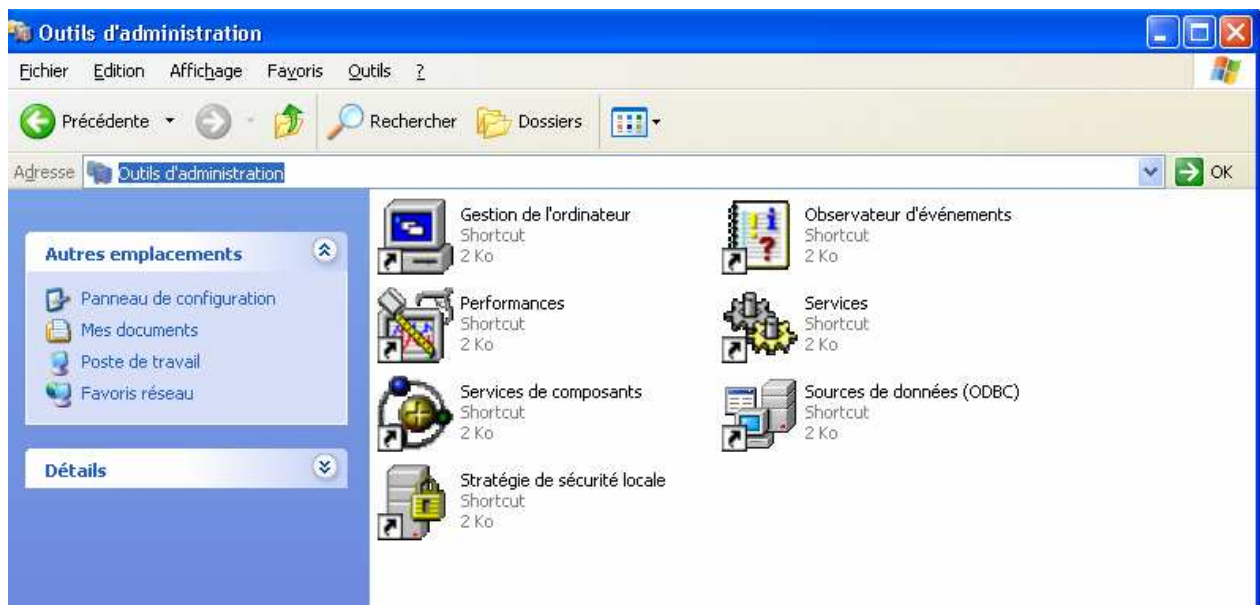 Outils d'administration
Fichier Edition Affichage Favoris Outils ?
Précédente Rechercher Dossiers
Adresse Outils d'administration OK
Autres emplacements
Panneau de configuration
Mes documents
Poste de travail
Favoris réseau
Détails
Gestion de l'ordinateur
Shortcut
2 Ko
Observateur d'événements
Shortcut
2 Ko
Performances
Shortcut
2 Ko
Services
Shortcut
2 Ko
Services de composants
Shortcut
2 Ko
Sources de données (ODBC)
Shortcut
2 Ko
Stratégie de sécurité locale
Shortcut
2 Ko